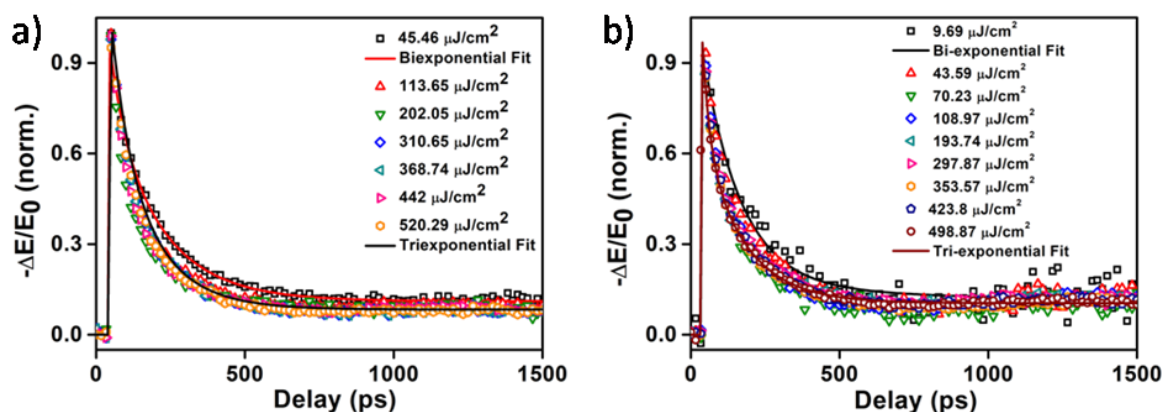 a)
45.46 μJ/cm²
Biexponential Fit
113.65 μJ/cm²
202.05 μJ/cm²
310.65 μJ/cm²
368.74 μJ/cm²
442 μJ/cm²
520.29 μJ/cm²
Triexponential Fit
-ΔE/E₀ (norm.)
0.9
0.6
0.3
0.0
0
500
1000
1500
Delay (ps)
b)
9.69 μJ/cm²
Bi-exponential Fit
43.59 μJ/cm²
70.23 μJ/cm²
108.97 μJ/cm²
193.74 μJ/cm²
297.87 μJ/cm²
353.57 μJ/cm²
423.8 μJ/cm²
498.87 μJ/cm²
Tri-exponential Fit
-ΔE/E₀ (norm.)
0.9
0.6
0.3
0.0
0
500
1000
1500
Delay (ps)